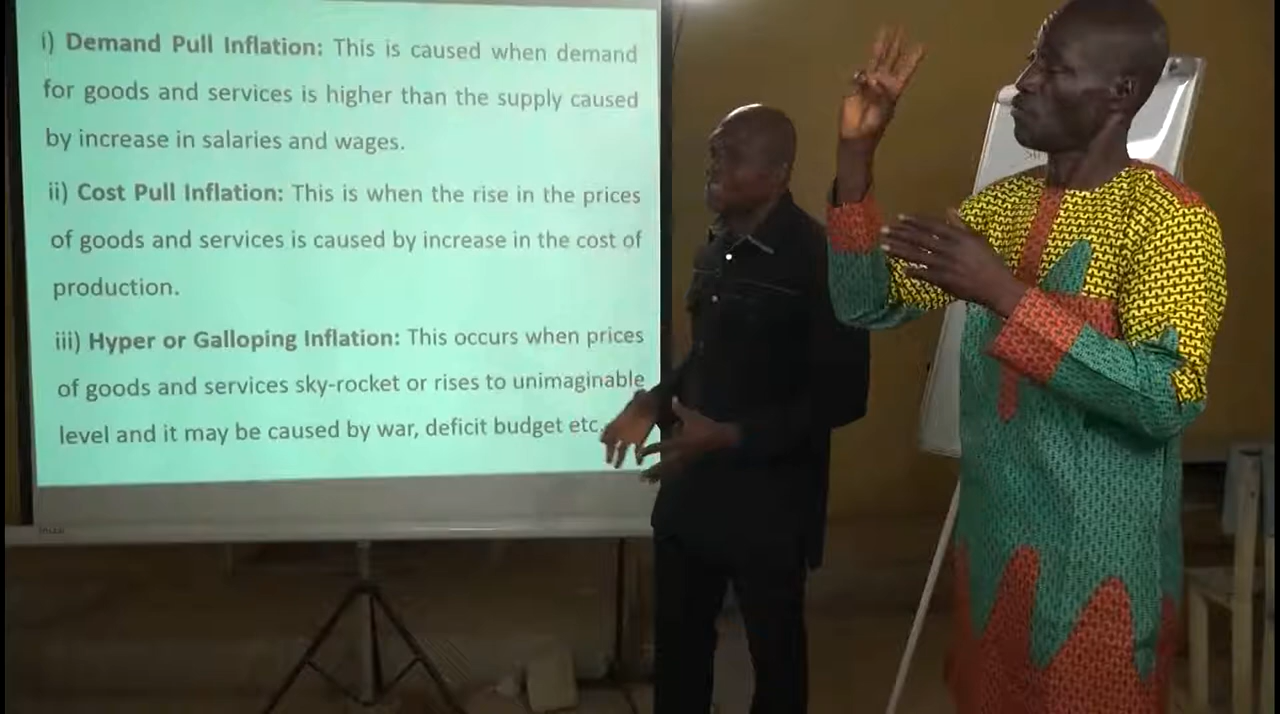 i) Demand Pull Inflation: This is caused when demand
for goods and services is higher than the supply caused
by increase in salaries and wages.
ii) Cost Pull Inflation: This is when the rise in the prices
of goods and services is caused by increase in the cost of
production.
iii) Hyper or Galloping Inflation: This occurs when prices
of goods and services sky-rocket or rises to unimaginable
level and it may be caused by war, deficit budget etc.